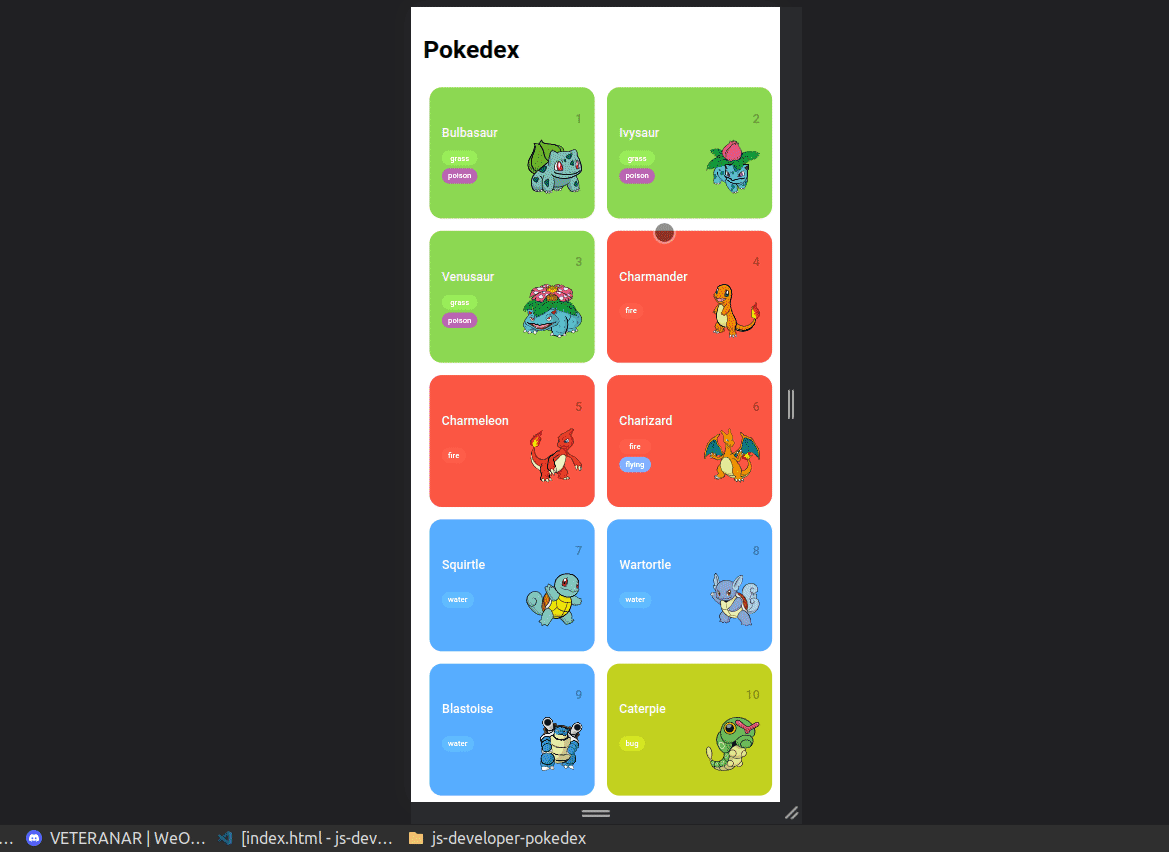 Pokedex
1
Bulbasaur
grass
poison
2
Ivysaur
grass
poison
3
Venusaur
grass
poison
4
Charmander
fire
5
Charmeleon
fire
6
Charizard
fire
flying
7
Squirtle
water
8
Wartortle
water
9
Blastoise
water
10
Caterpie
bug
... VETERANAR | WeO... [index.html - js-dev... js-developer-pokedex